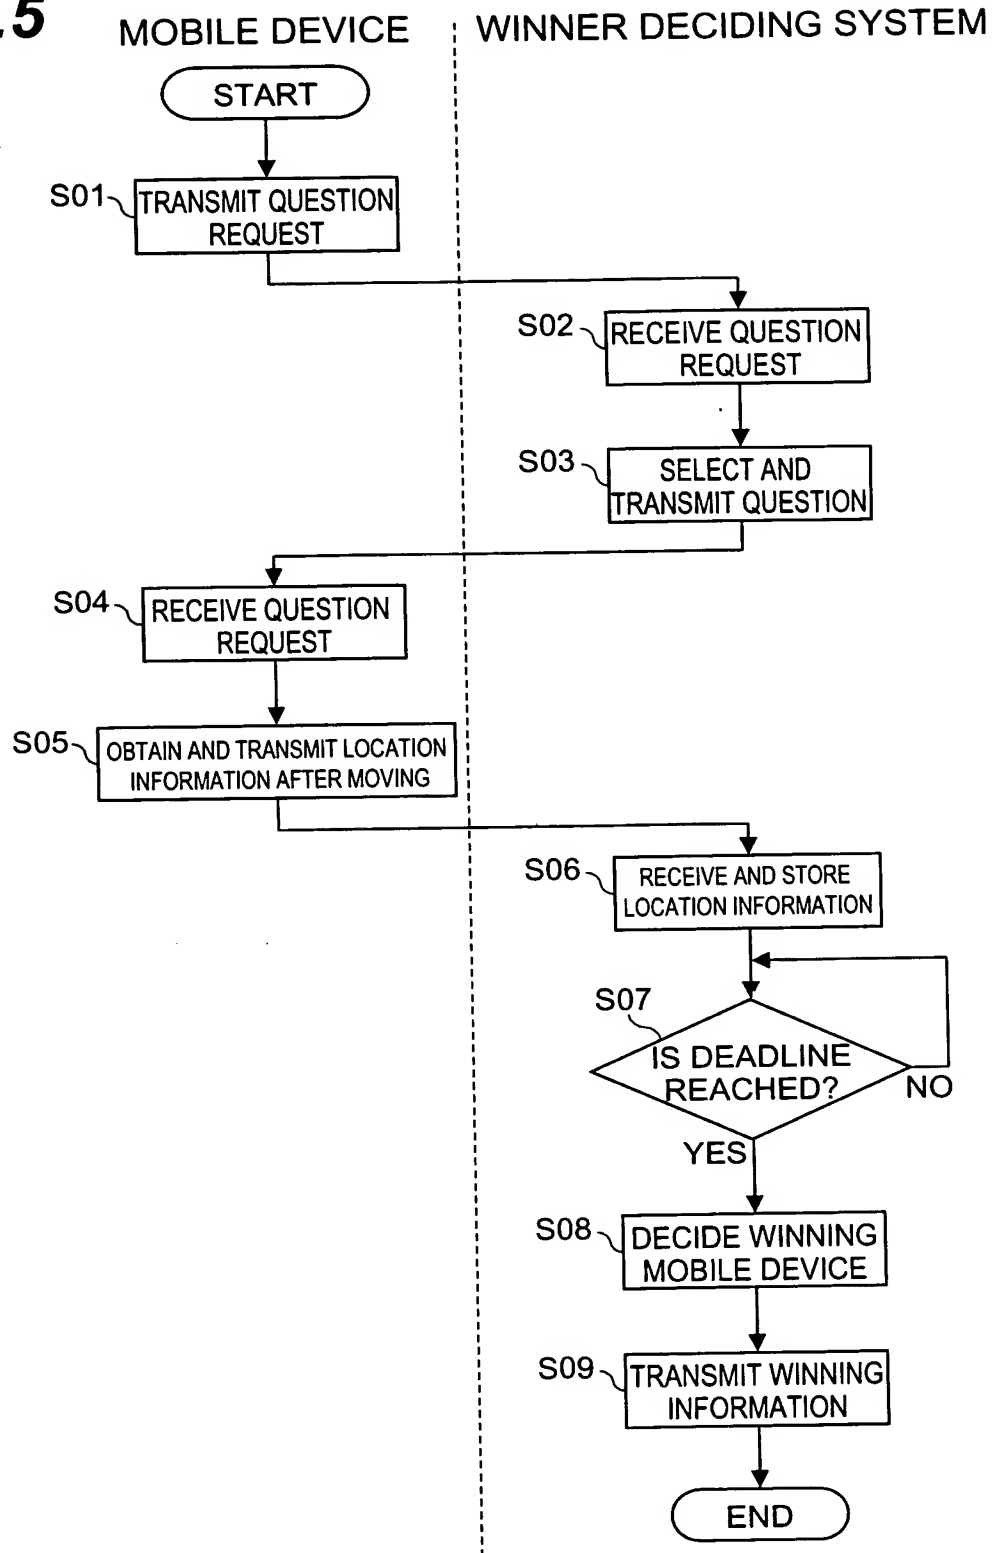 .5
MOBILE DEVICE
WINNER DECIDING SYSTEM
START
S01
TRANSMIT QUESTION
REQUEST
S02
RECEIVE QUESTION
REQUEST
S03
SELECT AND
TRANSMIT QUESTION
S04
RECEIVE QUESTION
REQUEST
S05
OBTAIN AND TRANSMIT LOCATION
INFORMATION AFTER MOVING
S06
RECEIVE AND STORE
LOCATION INFORMATION
S07
IS DEADLINE
REACHED?
NO
YES
S08
DECIDE WINNING
MOBILE DEVICE
S09
TRANSMIT WINNING
INFORMATION
END